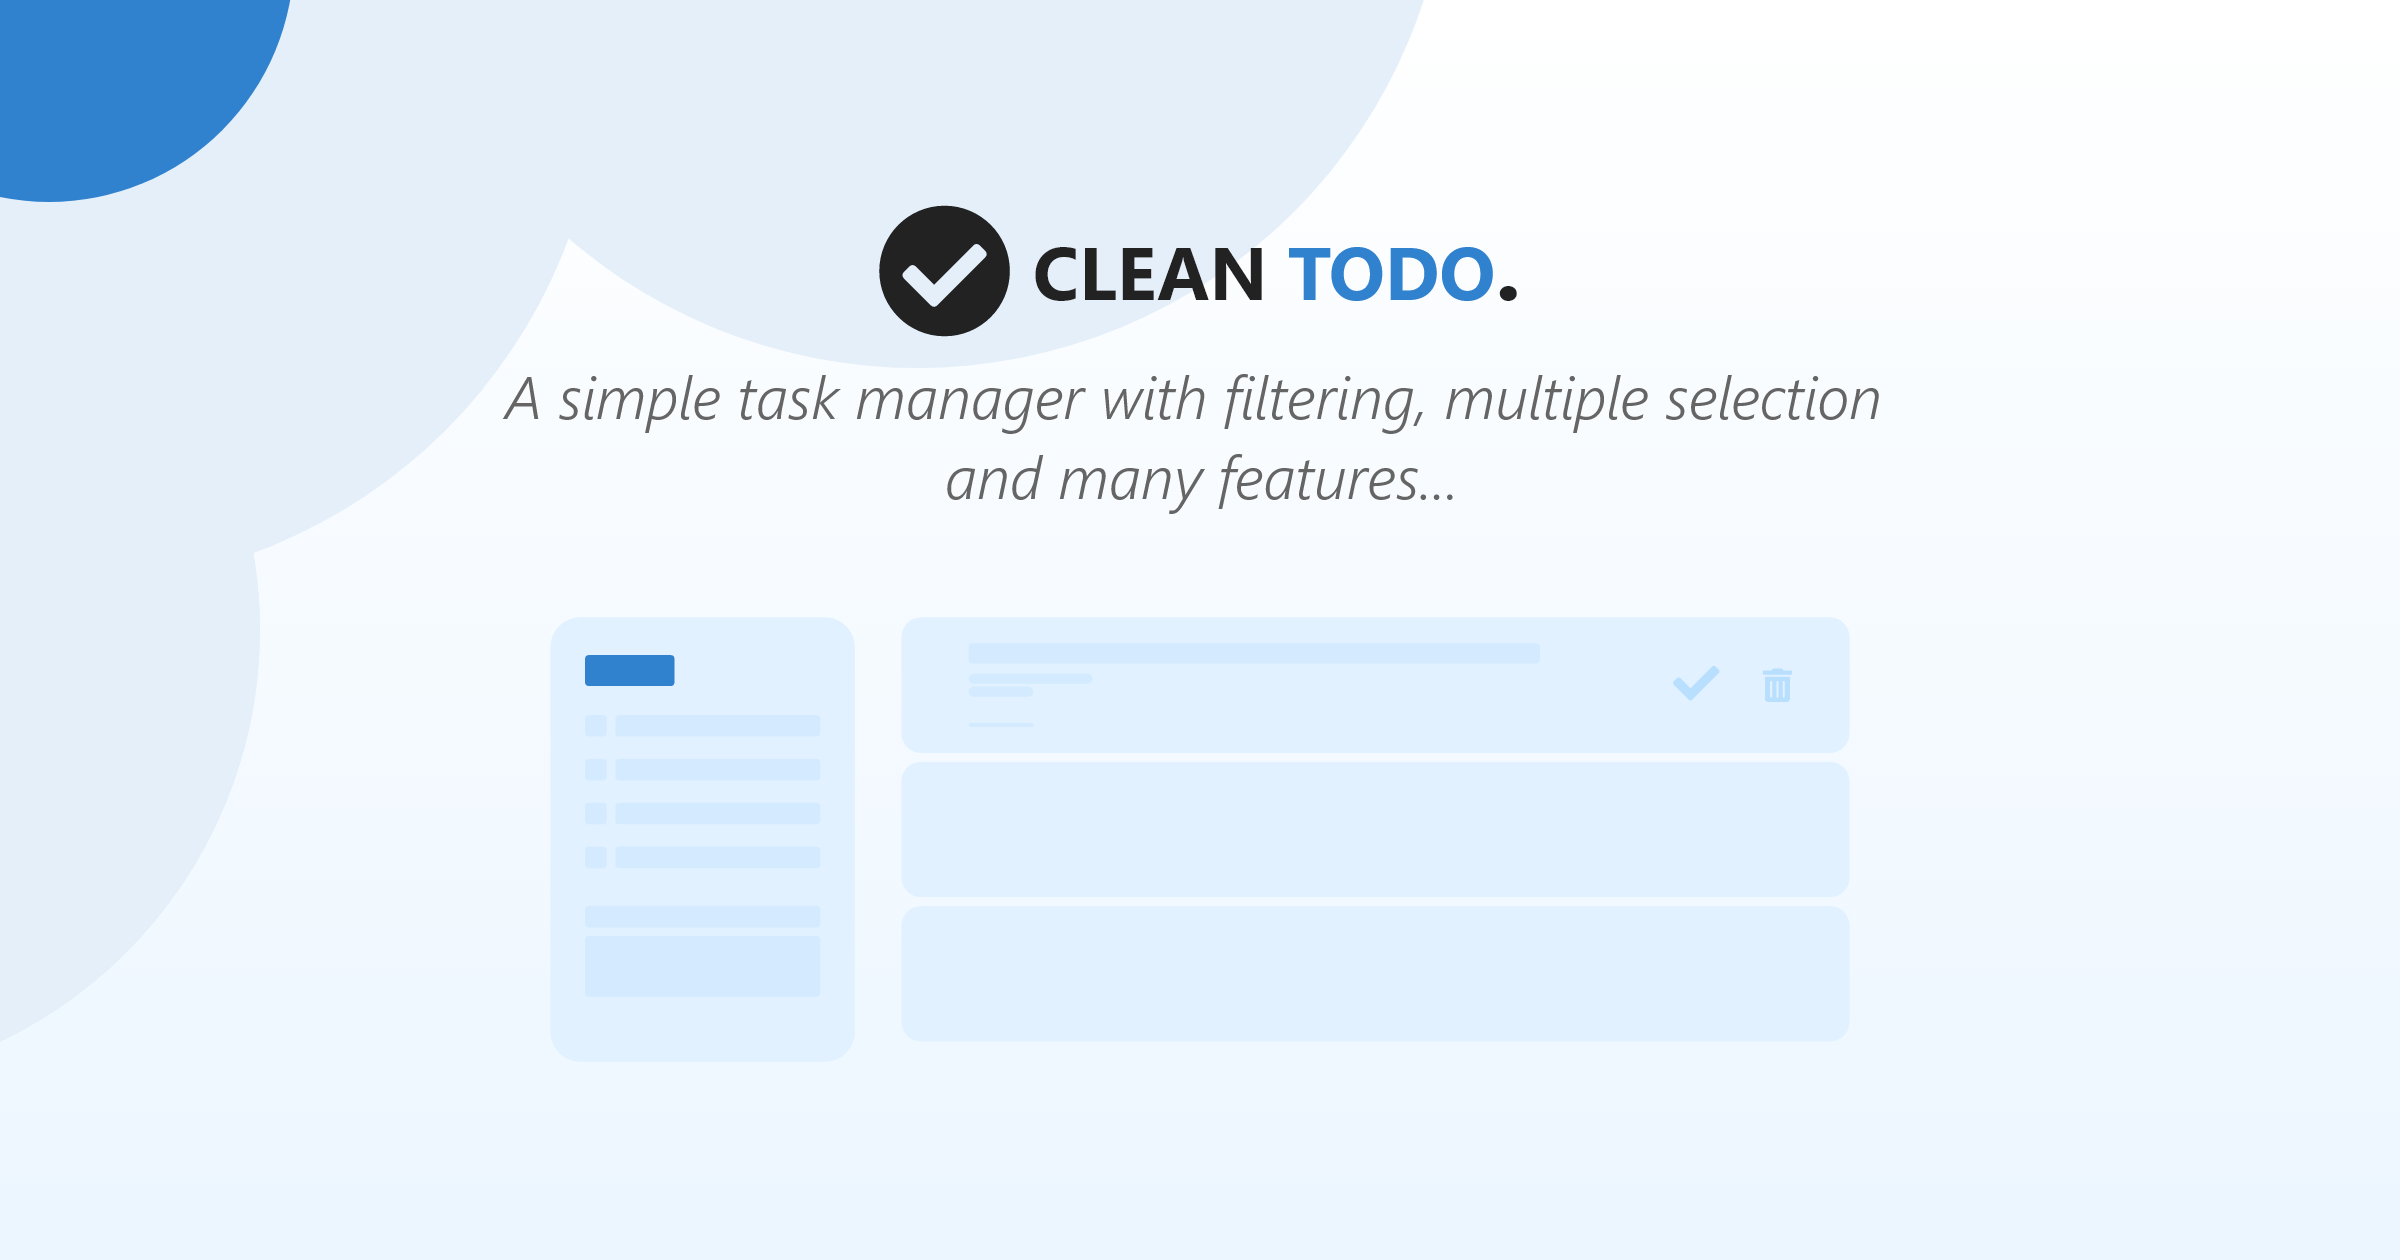 CLEAN TODO.
A simple task manager with filtering, multiple selection
and many features...